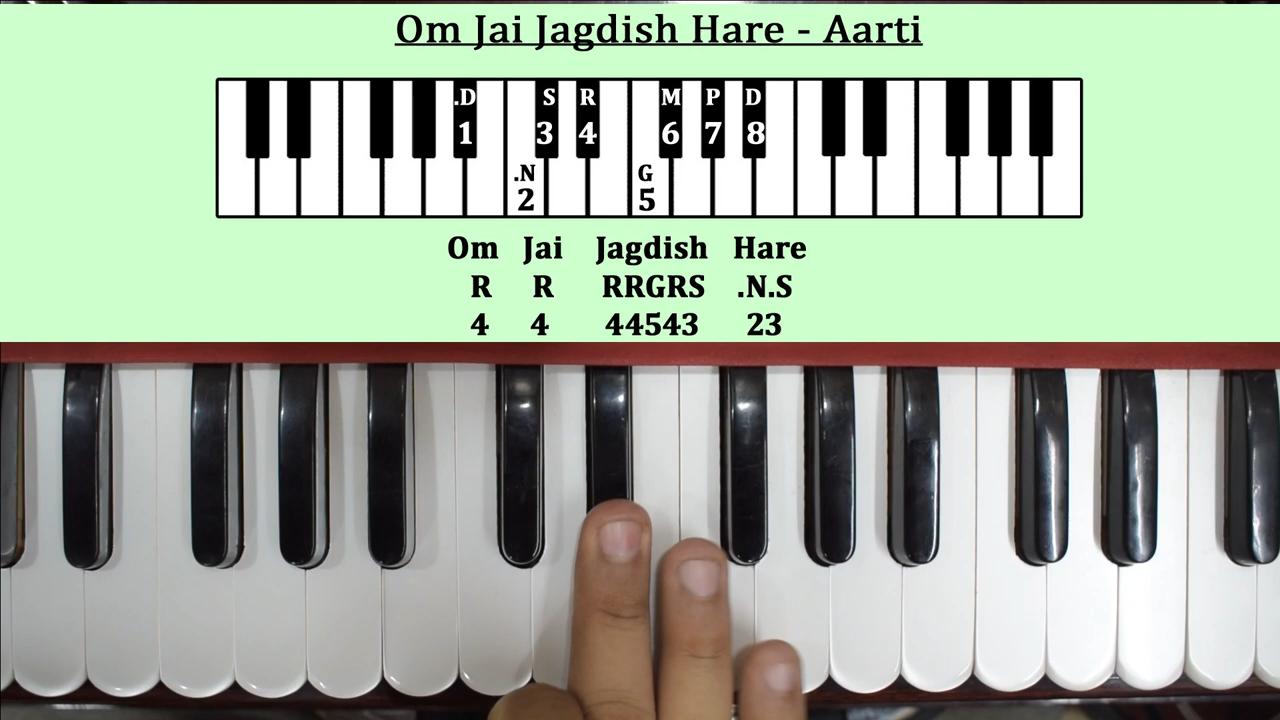 Om Jai Jagdish Hare - Aarti
.D S R M P D
1 3 4 6 7 8
.N G
2 5
Om Jai Jagdish Hare
R R RRGRS .N.S
4 4 44543 23